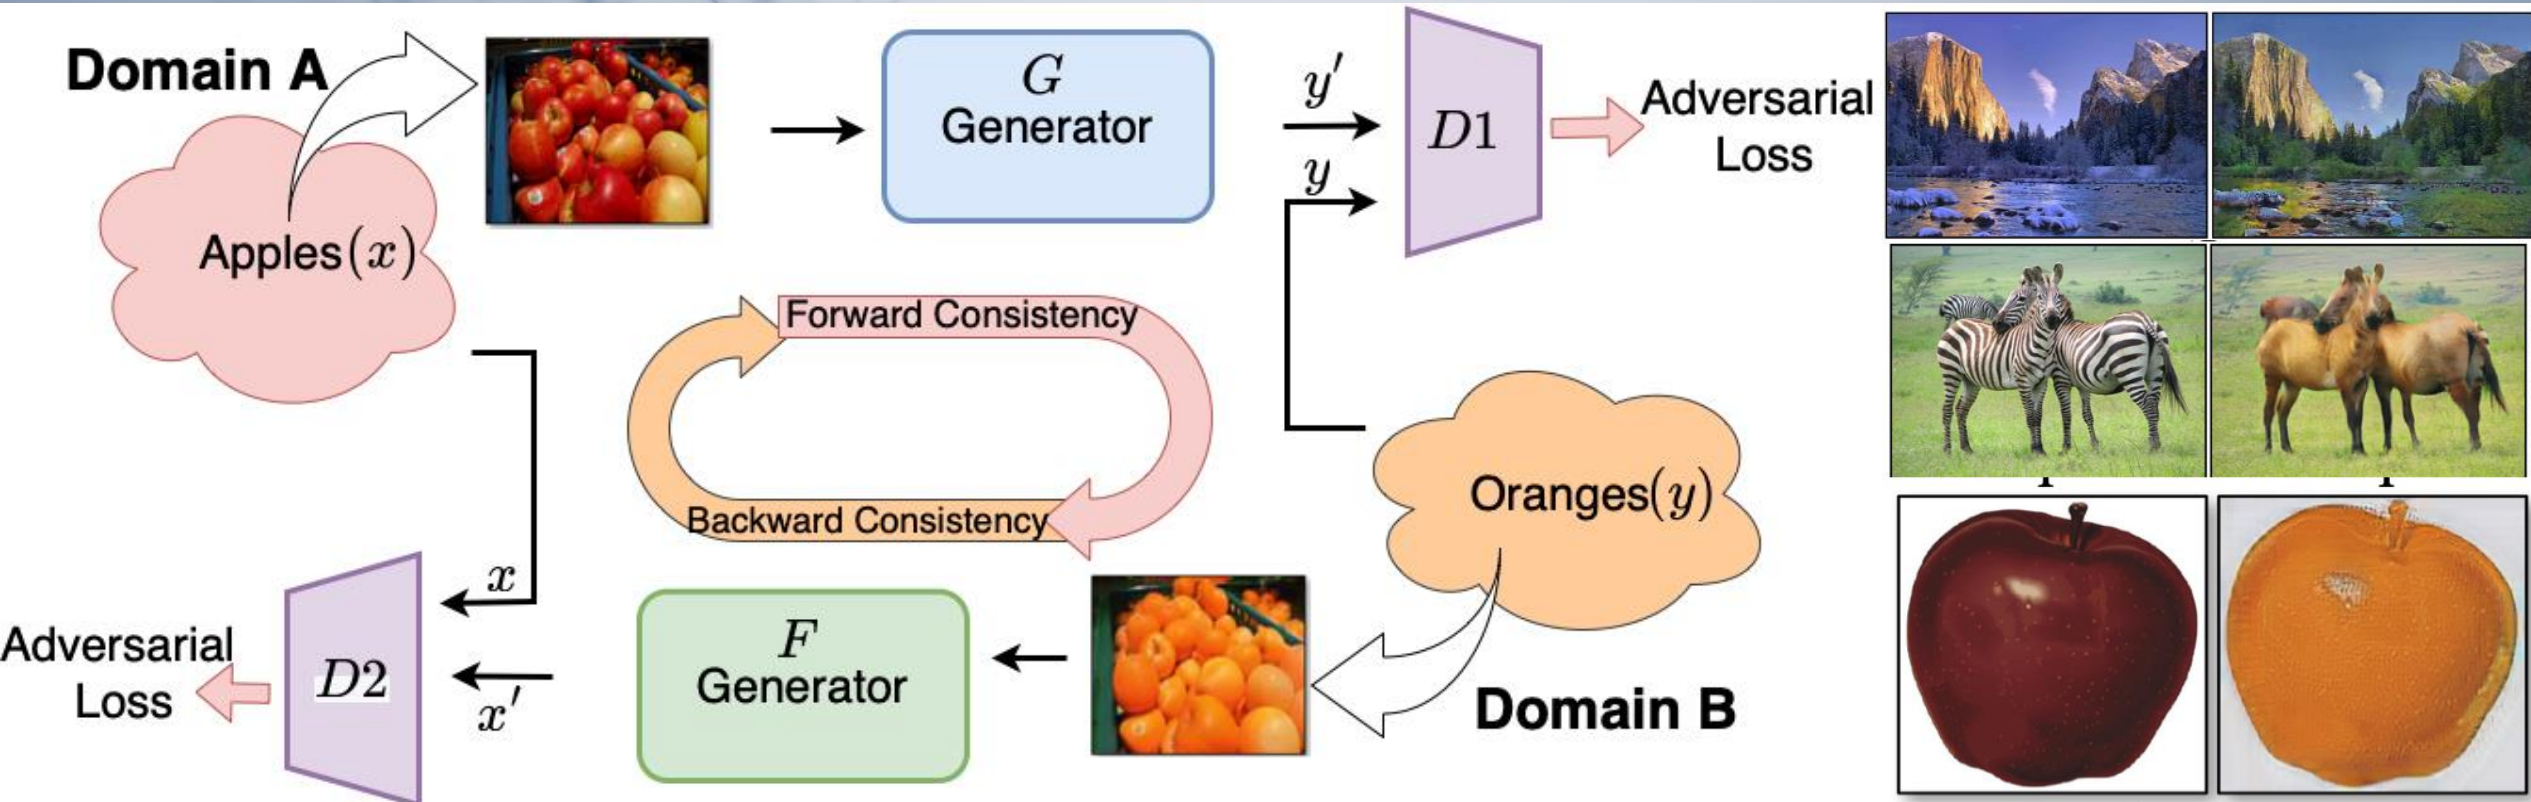 Domain A
Apples(x)
G
Generator
y′
y
D1
Adversarial
Loss
Forward Consistency
Backward Consistency
Oranges(y)
Domain B
F
Generator
x
x′
D2
Adversarial
Loss